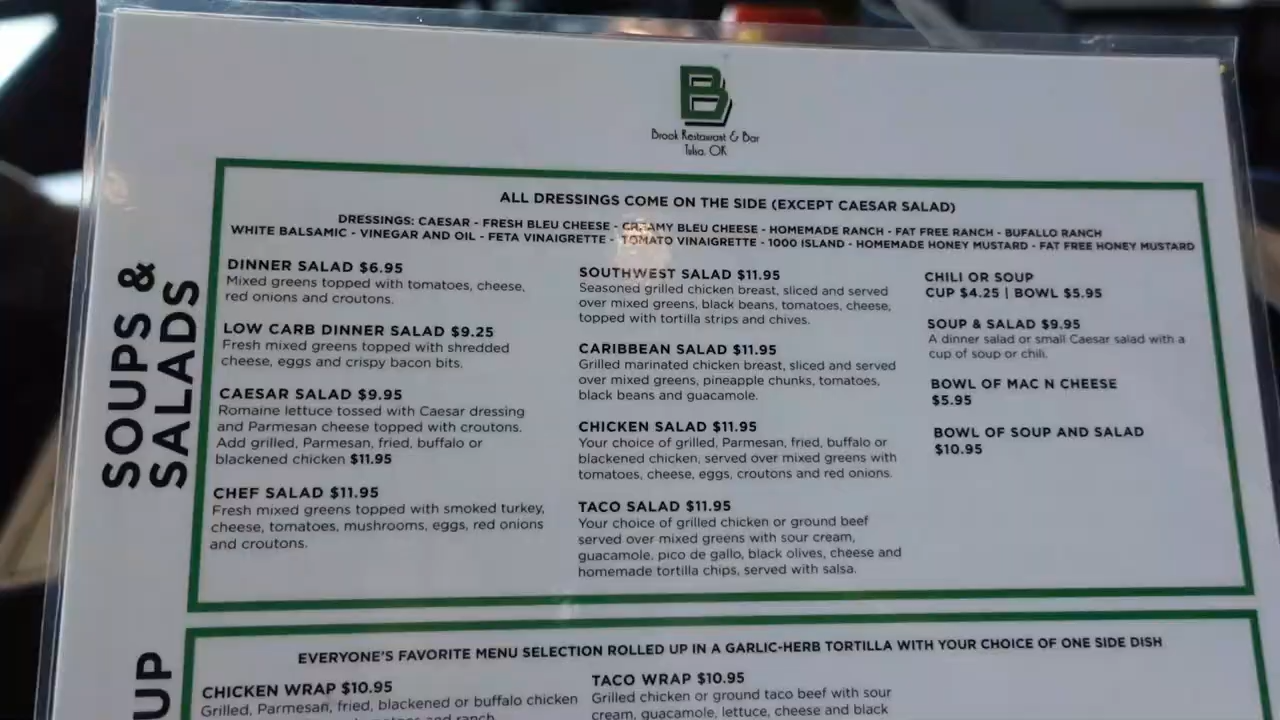 B
Brook Restaurant & Bar
Tulsa, OK
SOUPS &
SALADS
ALL DRESSINGS COME ON THE SIDE (EXCEPT CAESAR SALAD)
DRESSINGS: CAESAR - FRESH BLEU CHEESE - CREAMY BLEU CHEESE - HOMEMADE RANCH - FAT FREE RANCH - BUFALLO RANCH
WHITE BALSAMIC - VINEGAR AND OIL - FETA VINAIGRETTE - TOMATO VINAIGRETTE - 1000 ISLAND - HOMEMADE HONEY MUSTARD - FAT FREE HONEY MUSTARD
DINNER SALAD $6.95
Mixed greens topped with tomatoes, cheese,
red onions and croutons.
LOW CARB DINNER SALAD $9.25
Fresh mixed greens topped with shredded
cheese, eggs and crispy bacon bits.
CAESAR SALAD $9.95
Romaine lettuce tossed with Caesar dressing
and Parmesan cheese topped with croutons.
Add grilled, Parmesan, fried, buffalo or
blackened chicken $11.95
CHEF SALAD $11.95
Fresh mixed greens topped with smoked turkey,
cheese, tomatoes, mushrooms, eggs, red onions
and croutons.
SOUTHWEST SALAD $11.95
Seasoned grilled chicken breast, sliced and served
over mixed greens, black beans, tomatoes, cheese,
topped with tortilla strips and chives.
CARIBBEAN SALAD $11.95
Grilled marinated chicken breast, sliced and served
over mixed greens, pineapple chunks, tomatoes,
black beans and guacamole.
CHICKEN SALAD $11.95
Your choice of grilled, Parmesan, fried, buffalo or
blackened chicken, served over mixed greens with
tomatoes, cheese, eggs, croutons and red onions.
TACO SALAD $11.95
Your choice of grilled chicken or ground beef
served over mixed greens with sour cream,
guacamole, pico de gallo, black olives, cheese and
homemade tortilla chips, served with salsa.
CHILI OR SOUP
CUP $4.25 | BOWL $5.95
SOUP & SALAD $9.95
A dinner salad or small Caesar salad with a
cup of soup or chili.
BOWL OF MAC N CHEESE
$5.95
BOWL OF SOUP AND SALAD
$10.95
UP
EVERYONE'S FAVORITE MENU SELECTION ROLLED UP IN A GARLIC-HERB TORTILLA WITH YOUR CHOICE OF ONE SIDE DISH
CHICKEN WRAP $10.95
Grilled, Parmesan, fried, blackened or buffalo chicken
and ranch
TACO WRAP $10.95
Grilled chicken or ground taco beef with sour
cream, guacamole, lettuce, cheese and black